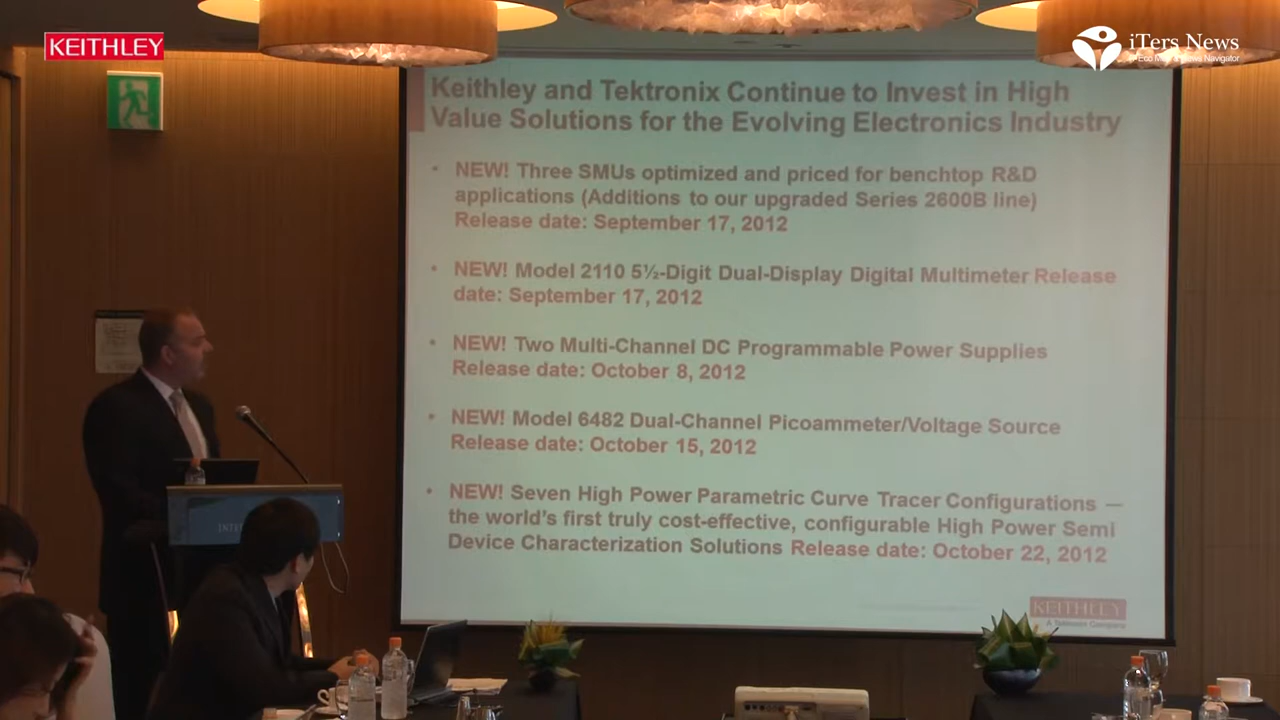 KEITHLEY
iTers News
Keithley and Tektronix Continue to Invest in High
Value Solutions for the Evolving Electronics Industry
• NEW! Three SMUs optimized and priced for benchtop R&D
applications (Additions to our upgraded Series 2600B line)
Release date: September 17, 2012
• NEW! Model 2110 5½-Digit Dual-Display Digital Multimeter Release
date: September 17, 2012
• NEW! Two Multi-Channel DC Programmable Power Supplies
Release date: October 8, 2012
• NEW! Model 6482 Dual-Channel Picoammeter/Voltage Source
Release date: October 15, 2012
• NEW! Seven High Power Parametric Curve Tracer Configurations —
the world's first truly cost-effective, configurable High Power Semi
Device Characterization Solutions Release date: October 22, 2012
KEITHLEY
A Tektronix Company